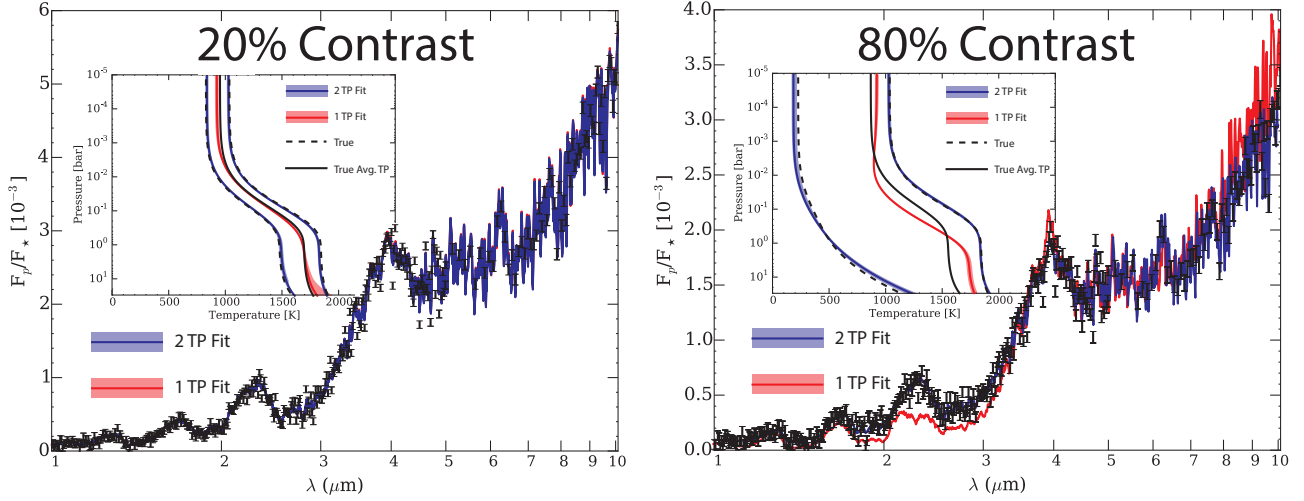 20% Contrast
6
5
4
3
2
1
0
F_p/F_⋆ [10^-3]
10^-5
10^-4
10^-3
10^-2
10^-1
10^0
10^1
Pressure [bar]
2 TP Fit
1 TP Fit
True
True Avg. TP
0 500 1000 1500 2000
Temperature [K]
2 TP Fit
1 TP Fit
1 2 3 4 5 6 7 8 9 10
λ (μm)
80% Contrast
4.0
3.5
3.0
2.5
2.0
1.5
1.0
0.5
0.0
F_p/F_⋆ [10^-3]
10^-5
10^-4
10^-3
10^-2
10^-1
10^0
10^1
Pressure [bar]
2 TP Fit
1 TP Fit
True
True Avg. TP
0 500 1000 1500 2000
Temperature [K]
2 TP Fit
1 TP Fit
1 2 3 4 5 6 7 8 9 10
λ (μm)